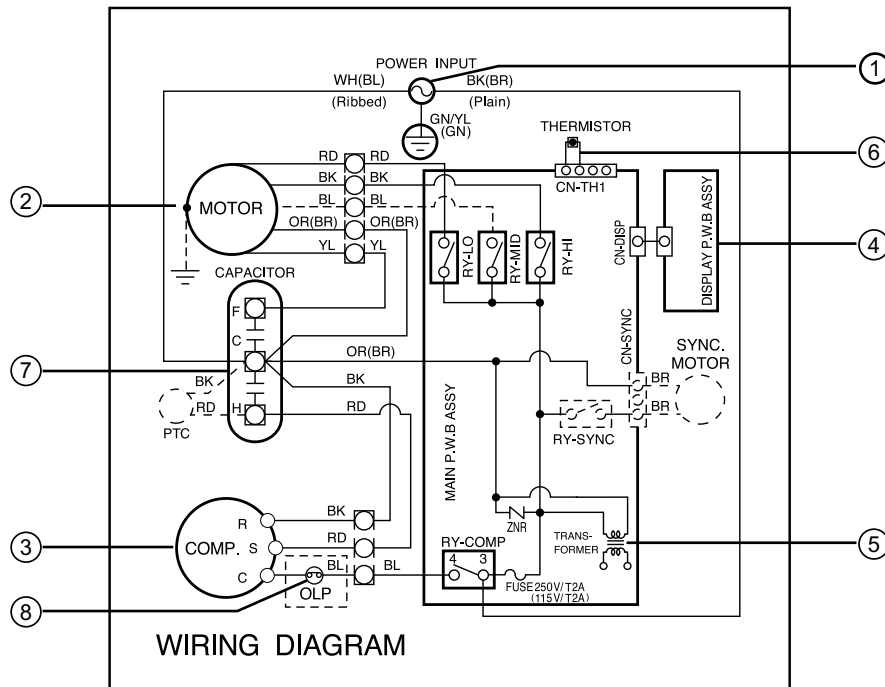 POWER INPUT
1
WH(BL)
BK(BR)
(Ribbed)
(Plain)
GN/YL
(GN)
THERMISTOR
6
RD RD
CN-TH1
BK BK
2
MOTOR
BL BL
OR(BR) OR(BR)
YL YL
RY-LO
RY-MID
RY-HI
CN-DISP
DISPLAY P.W.B ASSY
4
CAPACITOR
F
C
H
7
OR(BR)
BK
RD
BK
RD
PTC
CN-SYNC
SYNC.
MOTOR
BR
BR
RY-SYNC
MAIN P.W.B ASSY
ZNR
TRANS-
FORMER
5
3
COMP.
R
S
C
BK
RD
BL BL
OLP
8
RY-COMP
4 3
FUSE250V/T2A
(115V/T2A)
WIRING DIAGRAM